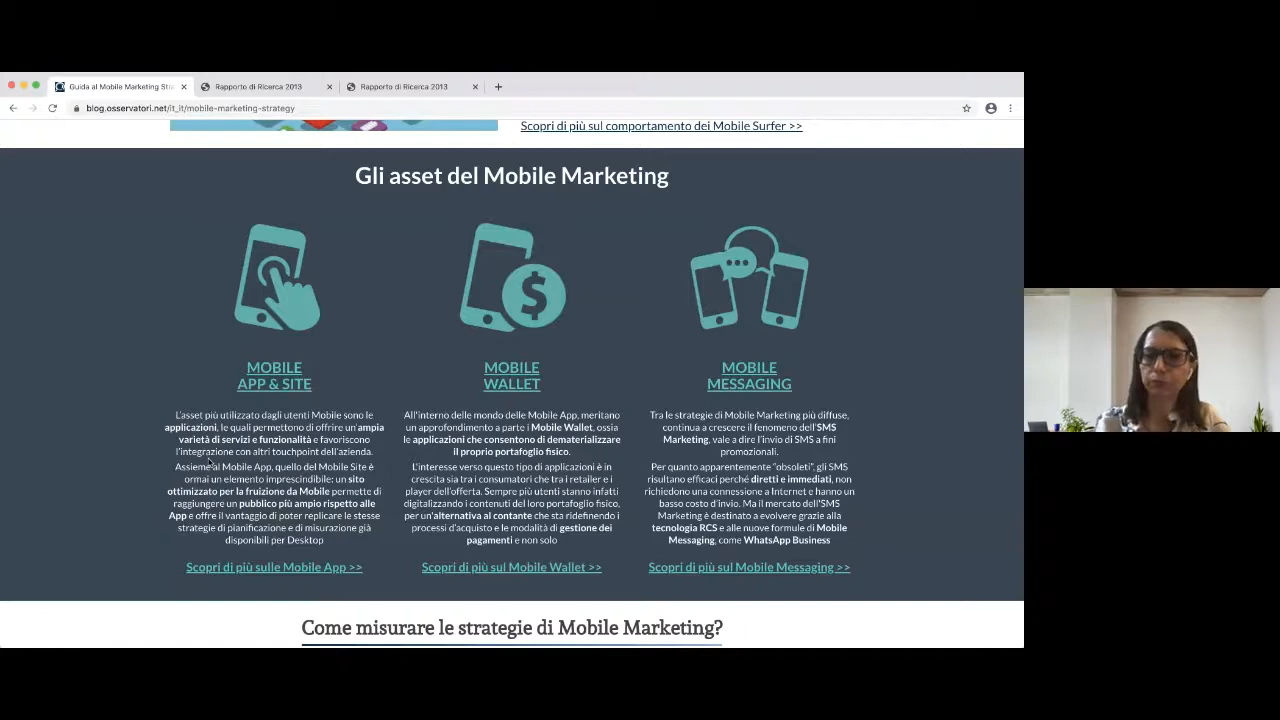 Guida al Mobile Marketing Stra
Rapporto di Ricerca 2013
Rapporto di Ricerca 2013
blog.osservatori.net/it_it/mobile-marketing-strategy
Scopri di più sul comportamento dei Mobile Surfer >>
Gli asset del Mobile Marketing
MOBILE
APP & SITE
L'asset più utilizzato dagli utenti Mobile sono le
applicazioni, le quali permettono di offrire un'ampia
varietà di servizi e funzionalità e favoriscono
l'integrazione con altri touchpoint dell'azienda.
Assieme al Mobile App, quello del Mobile Site è
ormai un elemento imprescindibile: un sito
ottimizzato per la fruizione da Mobile permette di
raggiungere un pubblico più ampio rispetto alle
App e offre il vantaggio di poter replicare le stesse
strategie di pianificazione e di misurazione già
disponibili per Desktop
Scopri di più sulle Mobile App >>
MOBILE
WALLET
All'interno delle mondo delle Mobile App, meritano
un approfondimento a parte i Mobile Wallet, ossia
le applicazioni che consentono di dematerializzare
il proprio portafoglio fisico.
L'interesse verso questo tipo di applicazioni è in
crescita sia tra i consumatori che tra i retailer e i
player dell'offerta. Sempre più utenti stanno infatti
digitalizzando i contenuti del loro portafoglio fisico,
per un'alternativa al contante che sta ridefinendo i
processi d'acquisto e le modalità di gestione dei
pagamenti e non solo
Scopri di più sul Mobile Wallet >>
MOBILE
MESSAGING
Tra le strategie di Mobile Marketing più diffuse,
continua a crescere il fenomeno dell'SMS
Marketing, vale a dire l'invio di SMS a fini
promozionali.
Per quanto apparentemente “obsoleti”, gli SMS
risultano efficaci perché diretti e immediati, non
richiedono una connessione a Internet e hanno un
basso costo d'invio. Ma il mercato dell'SMS
Marketing è destinato a evolvere grazie alla
tecnologia RCS e alle nuove formule di Mobile
Messaging, come WhatsApp Business
Scopri di più sul Mobile Messaging >>
Come misurare le strategie di Mobile Marketing?